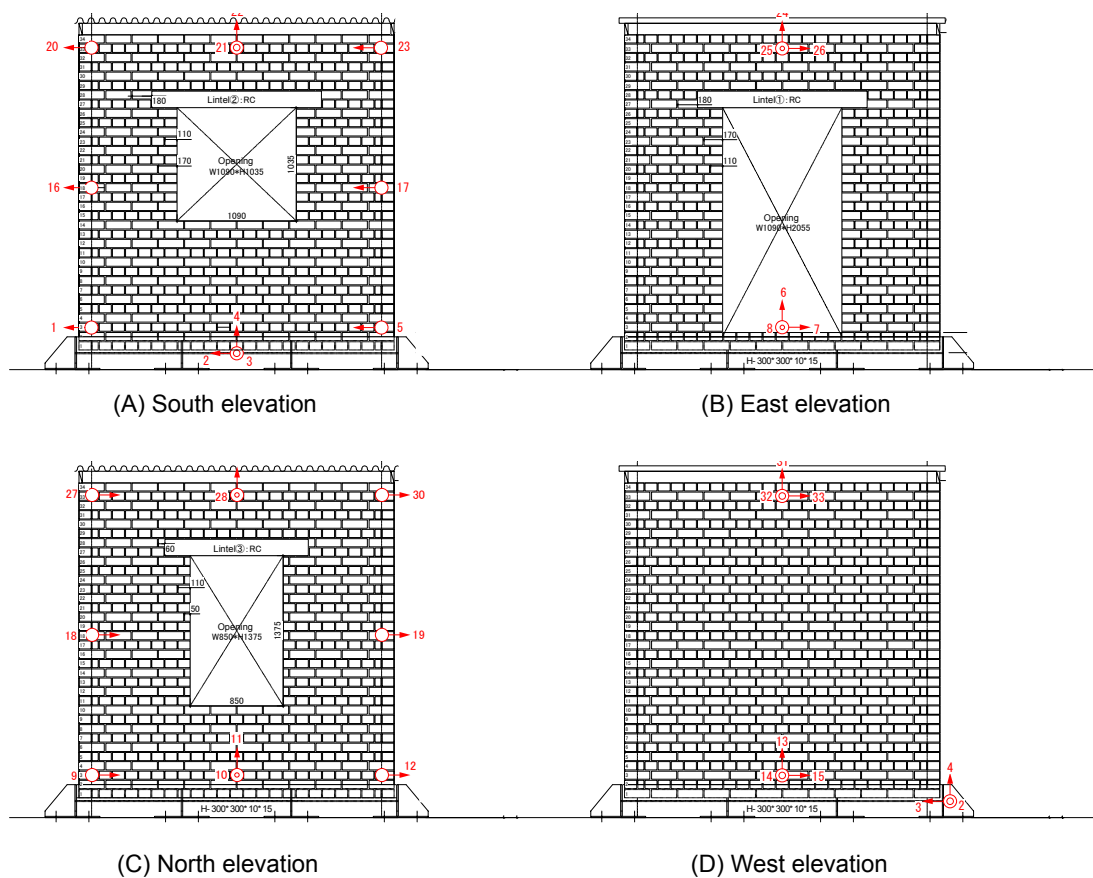 22
20 21 23
180 Lintel②:RC
110
170
Opening
W1090*H1035
1035
16 17
1090
1 4 5
2 3
(A) South elevation
24
25 26
180 Lintel①:RC
170
110
Opening
W1090*H2055
6
8 7
H-300*300*10*15
(B) East elevation
27 28 30
60 Lintel③:RC
110
50
Opening
W850*H1375
1375
18 19
850
11
9 10 12
H-300*300*10*15
(C) North elevation
31
32 33
13
14 15
4
3 2
H-300*300*10*15
(D) West elevation